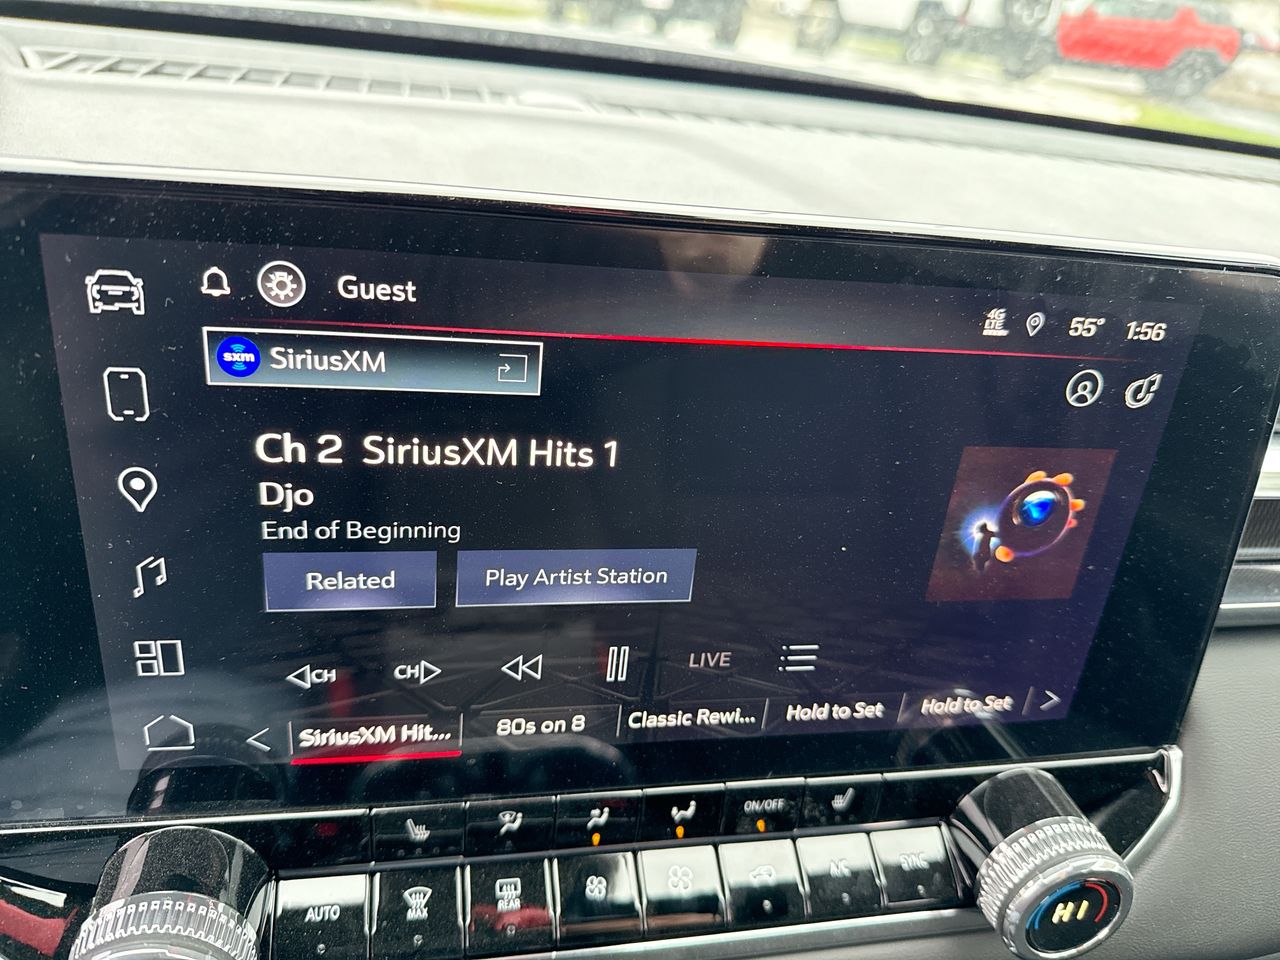 Guest
4G
LTE
55° 1:56
sxm SiriusXM
Ch 2 SiriusXM Hits 1
Djo
End of Beginning
Related Play Artist Station
CH CH LIVE
SiriusXM Hit... 80s on 8 Classic Rewi... Hold to Set Hold to Set
ON/OFF
AUTO MAX REAR A/C SYNC
HI